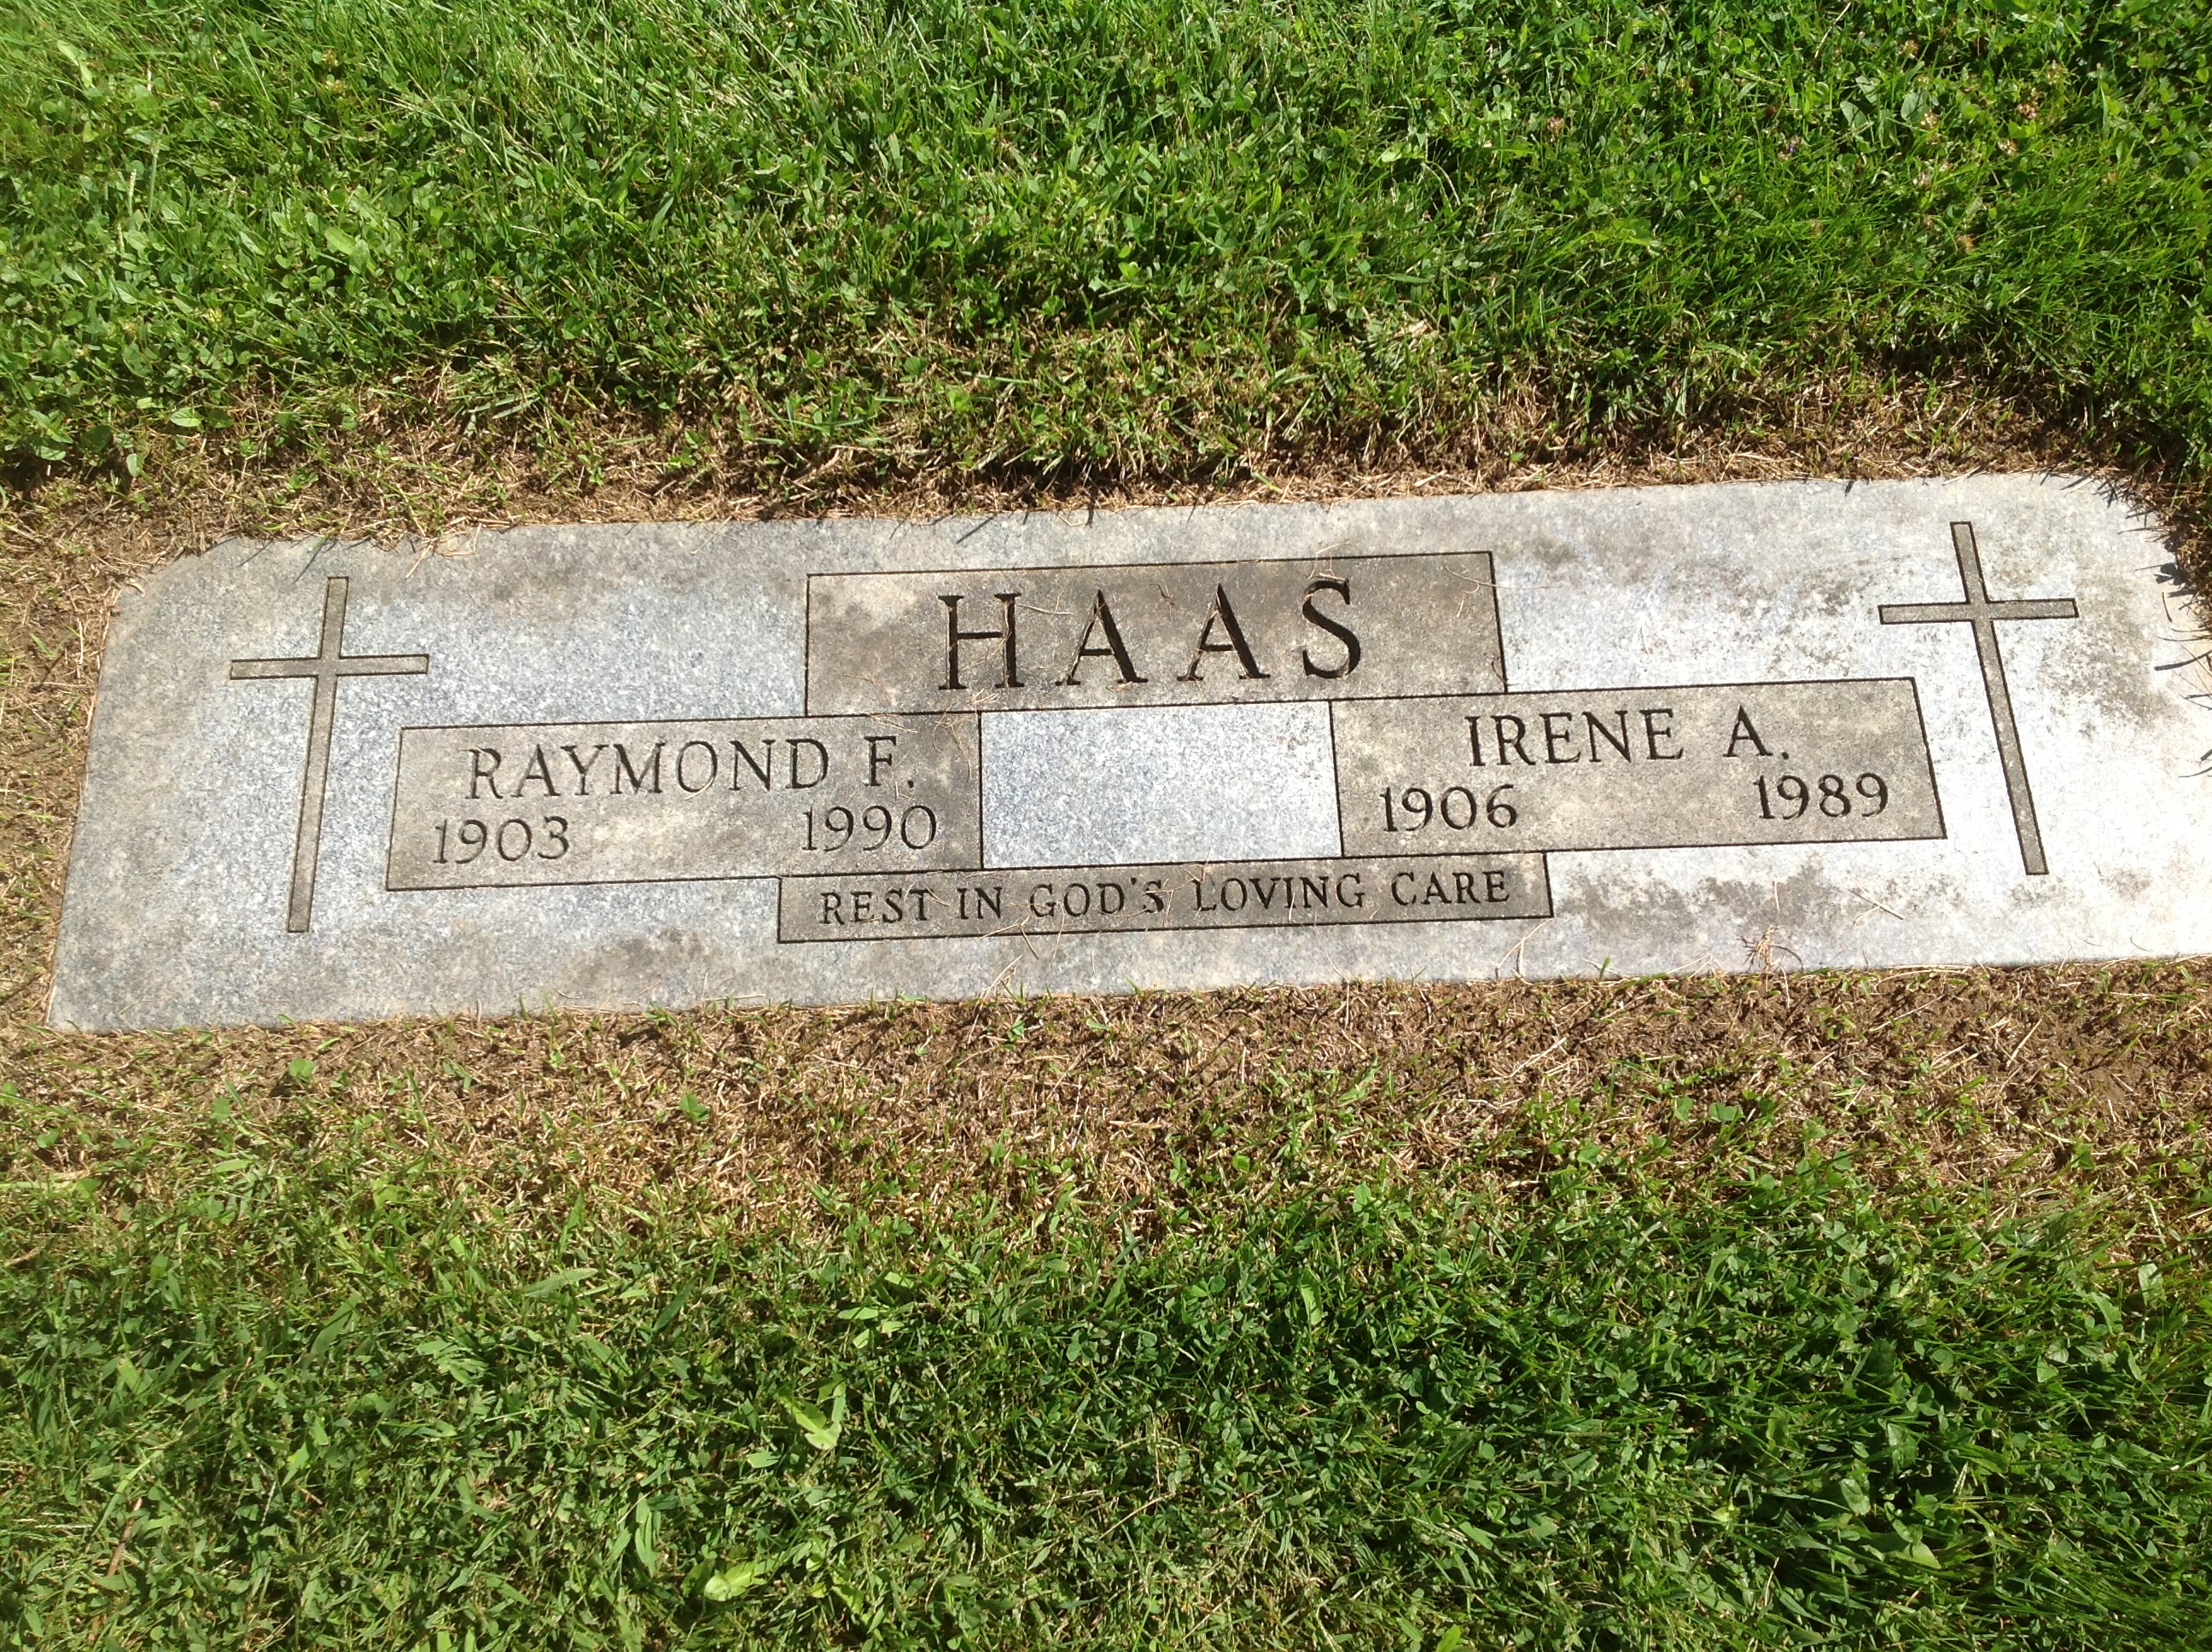 HAAS
RAYMOND F.
1903 1990
IRENE A.
1906 1989
REST IN GOD'S LOVING CARE